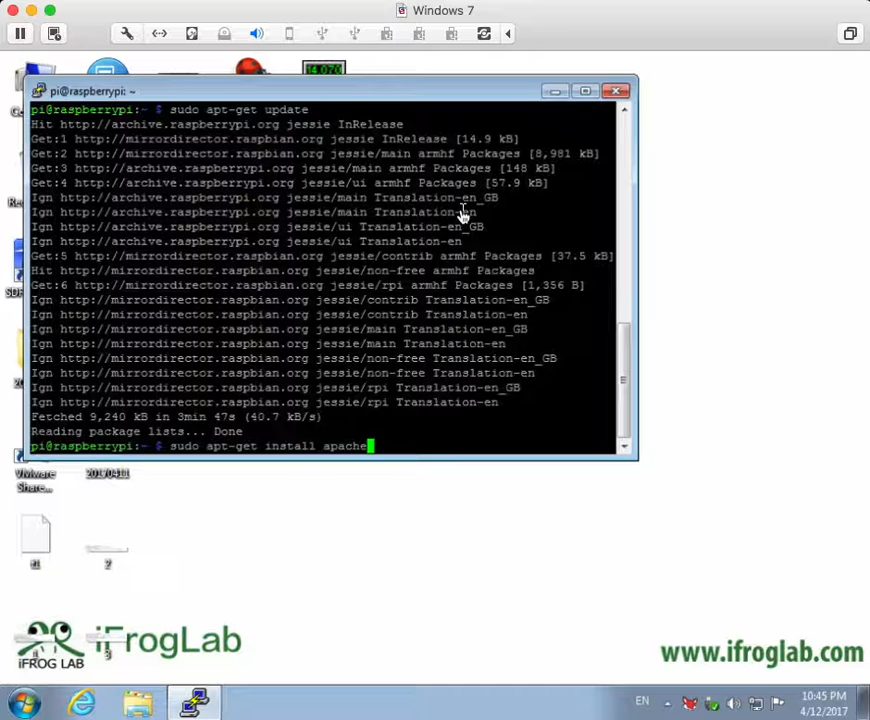 Windows 7
14.070
pi@raspberrypi: ~
pi@raspberrypi:~ $ sudo apt-get update
Hit http://archive.raspberrypi.org jessie InRelease
Get:1 http://mirrordirector.raspbian.org jessie InRelease [14.9 kB]
Get:2 http://mirrordirector.raspbian.org jessie/main armhf Packages [8,981 kB]
Get:3 http://archive.raspberrypi.org jessie/main armhf Packages [148 kB]
Get:4 http://archive.raspberrypi.org jessie/ui armhf Packages [57.9 kB]
Ign http://archive.raspberrypi.org jessie/main Translation-en_GB
Ign http://archive.raspberrypi.org jessie/main Translation-en
Ign http://archive.raspberrypi.org jessie/ui Translation-en_GB
Ign http://archive.raspberrypi.org jessie/ui Translation-en
Get:5 http://mirrordirector.raspbian.org jessie/contrib armhf Packages [37.5 kB]
Hit http://mirrordirector.raspbian.org jessie/non-free armhf Packages
Get:6 http://mirrordirector.raspbian.org jessie/rpi armhf Packages [1,356 B]
Ign http://mirrordirector.raspbian.org jessie/contrib Translation-en_GB
Ign http://mirrordirector.raspbian.org jessie/contrib Translation-en
Ign http://mirrordirector.raspbian.org jessie/main Translation-en_GB
Ign http://mirrordirector.raspbian.org jessie/main Translation-en
Ign http://mirrordirector.raspbian.org jessie/non-free Translation-en_GB
Ign http://mirrordirector.raspbian.org jessie/non-free Translation-en
Ign http://mirrordirector.raspbian.org jessie/rpi Translation-en_GB
Ign http://mirrordirector.raspbian.org jessie/rpi Translation-en
Fetched 9,240 kB in 3min 47s (40.7 kB/s)
Reading package lists... Done
pi@raspberrypi:~ $ sudo apt-get install apache
VMware Share...
20170411
2
3
iFROG LAB
iFrogLab
www.ifroglab.com
EN
10:45 PM
4/12/2017